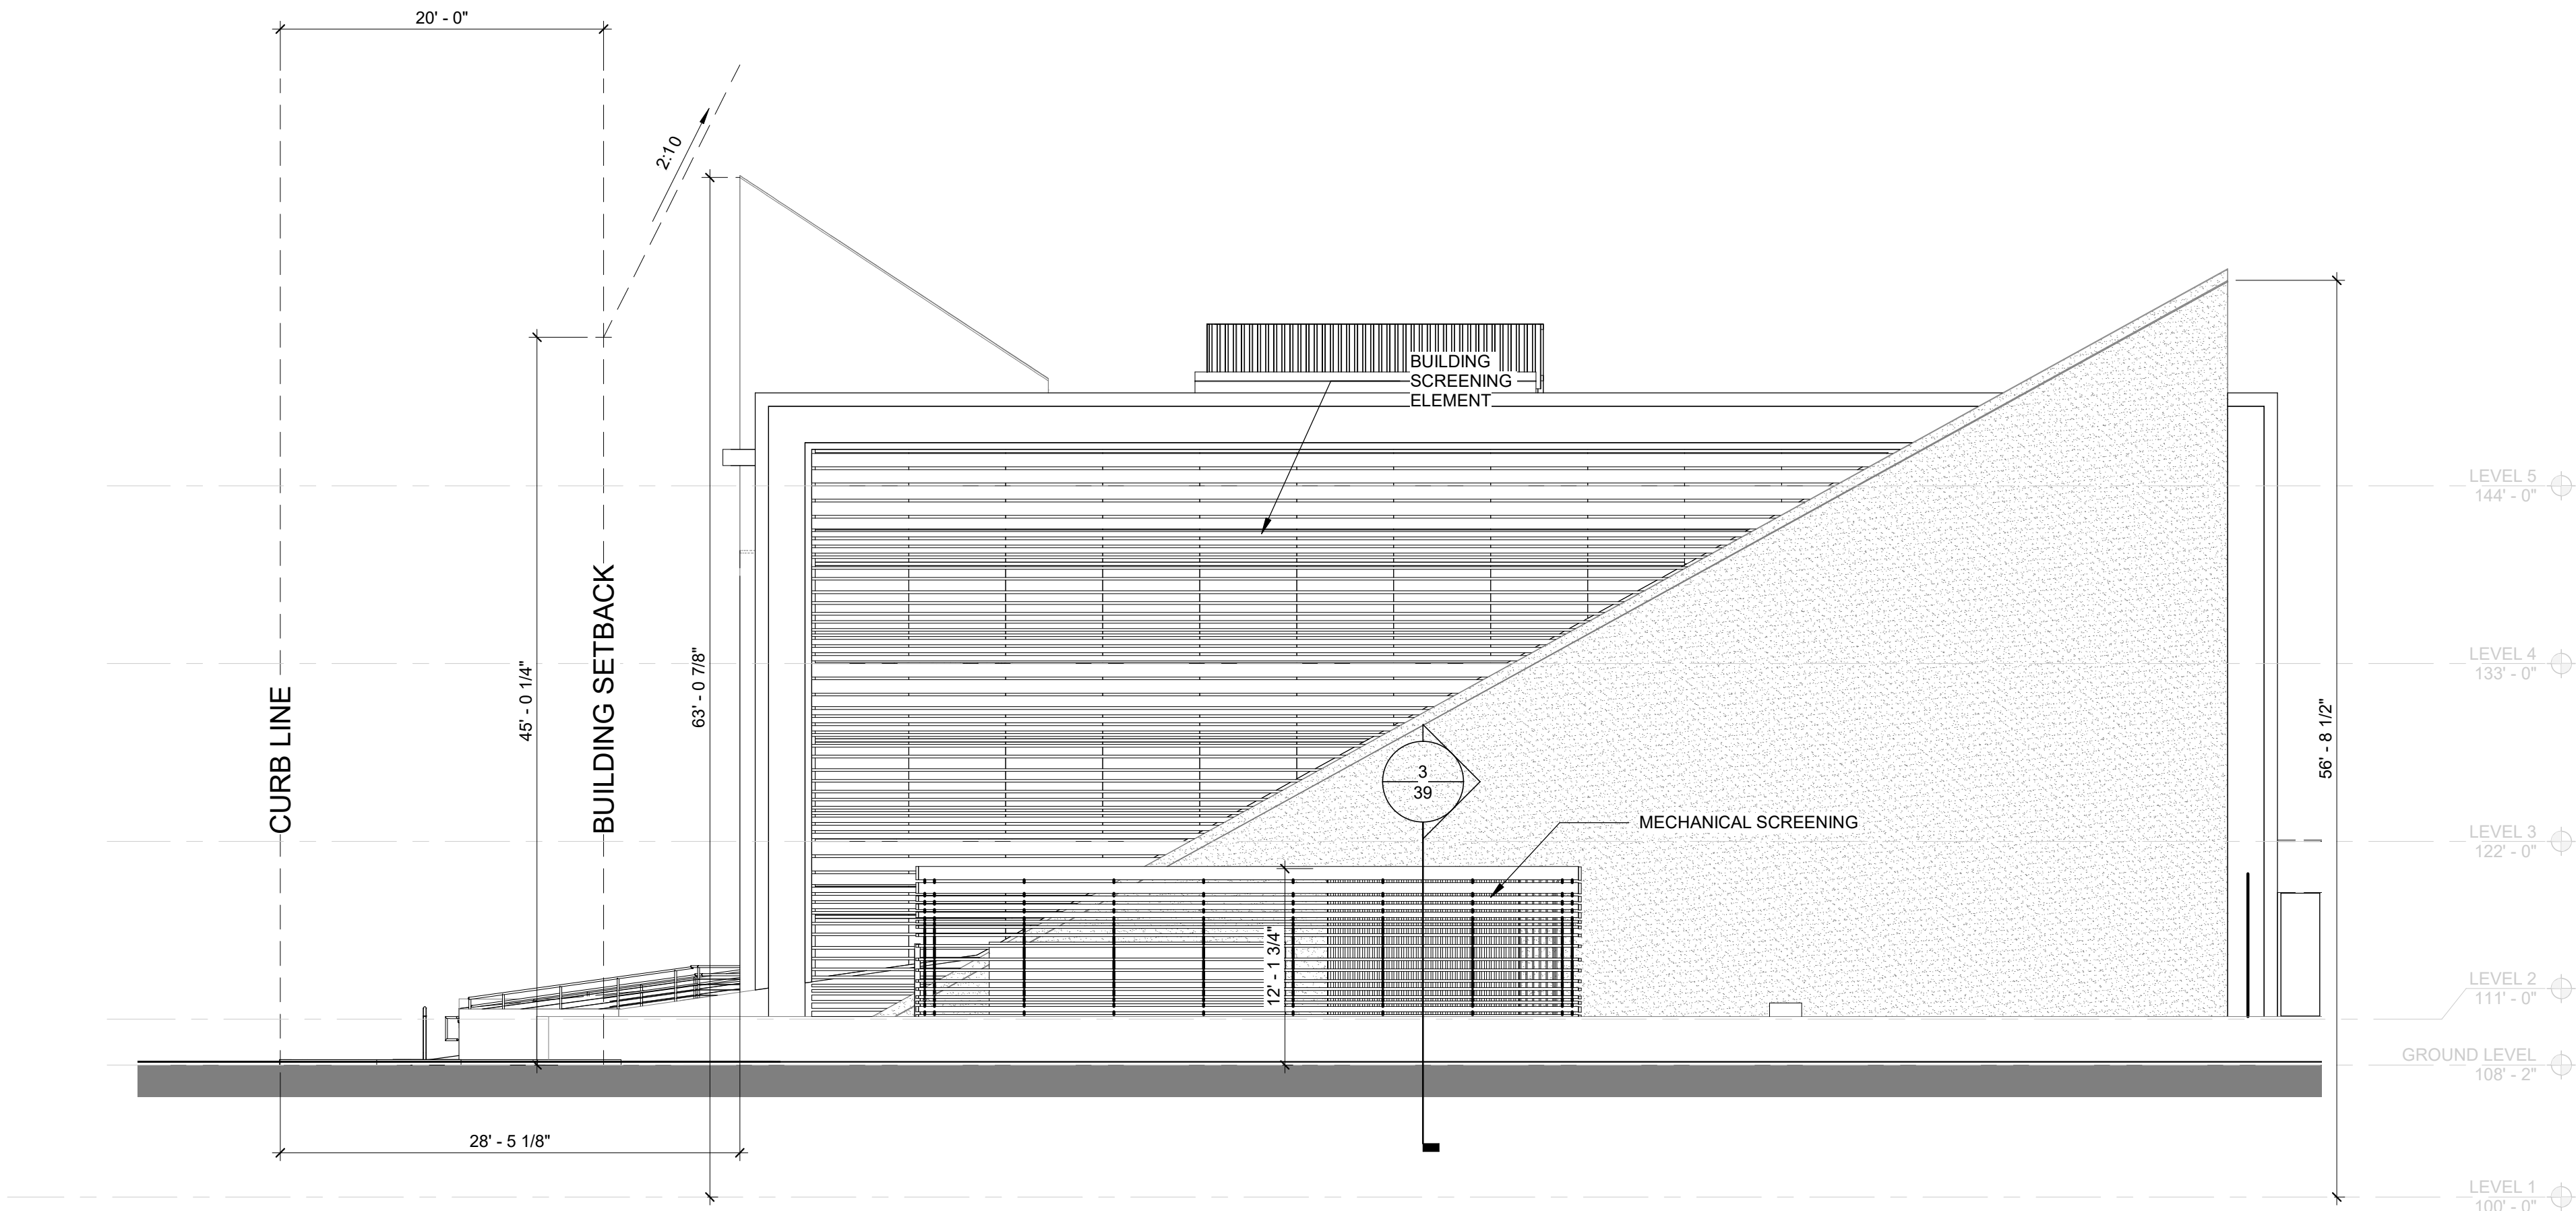 20' - 0"
2:10
BUILDING
SCREENING
ELEMENT
LEVEL 5
144' - 0"
CURB LINE
45' - 0 1/4"
BUILDING SETBACK
63' - 0 7/8"
LEVEL 4
133' - 0"
56' - 8 1/2"
3
39
MECHANICAL SCREENING
LEVEL 3
122' - 0"
12' - 1 3/4"
LEVEL 2
111' - 0"
GROUND LEVEL
108' - 2"
28' - 5 1/8"
LEVEL 1
100' - 0"